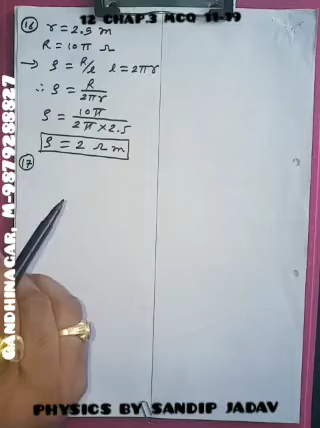 12 CHAP.3 MCQ 11-19
(16) r = 2.5 m
R = 10π Ω
→ ρ = R/l l = 2πr
∴ ρ = R / 2πr
ρ = 10π / 2π × 2.5
ρ = 2 Ω m
(17)
GANDHINAGAR, M-9879288827
PHYSICS BY SANDIP JADAV